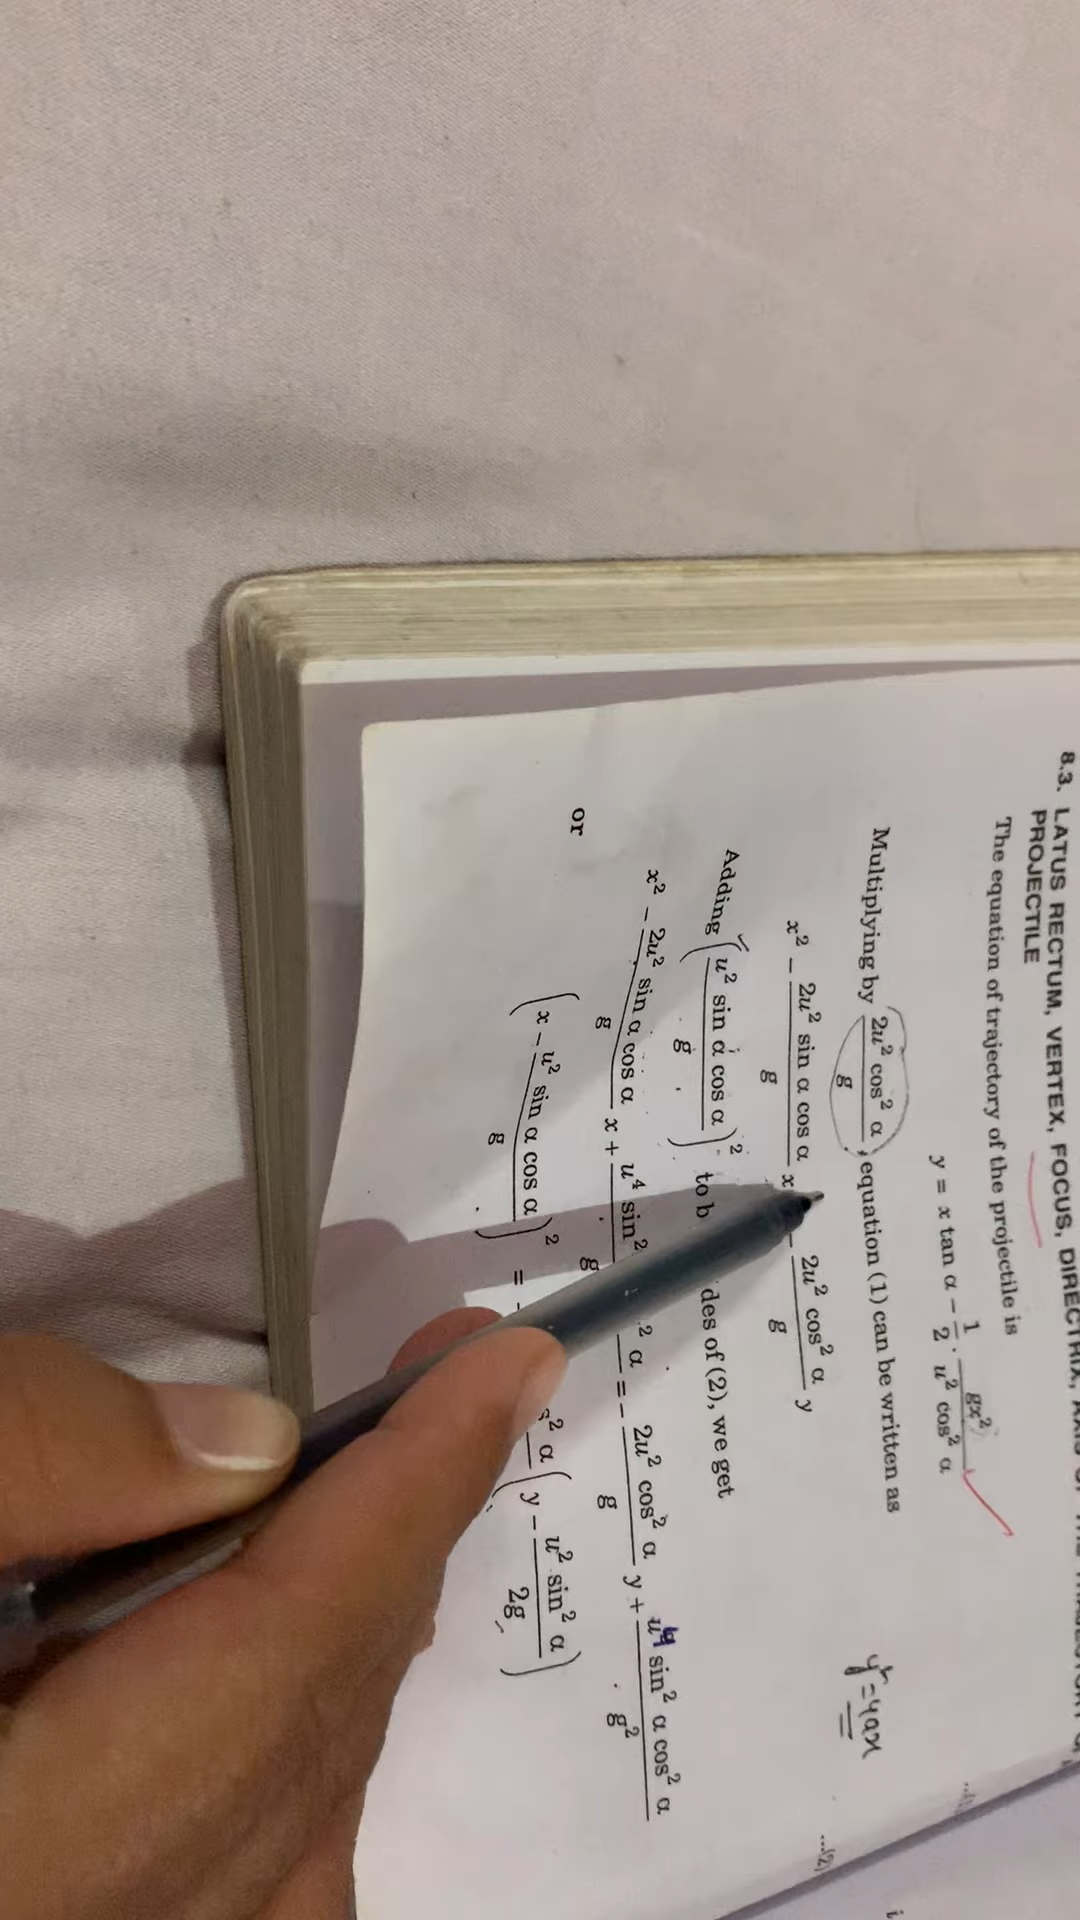 8.3. LATUS RECTUM, VERTEX, FOCUS, DIRECTRIX,
PROJECTILE
The equation of trajectory of the projectile is
y = x tan α − 1/2 · gx²/(u² cos² α)
Multiplying by 2u² cos² α/g, equation (1) can be written as
y² = 4ax
x² − (2u² sin α cos α/g) x = − (2u² cos² α/g) y ...(2)
Adding (u² sin α cos α/g)² to b des of (2), we get
x² − (2u² sin α cos α/g) x + u⁴ sin² ² α/g = − (2u² cos² α/g) y + u⁴ sin² α cos² α/g²
or (x − u² sin α cos α/g)² = − s² α (y − u² sin² α/2g)